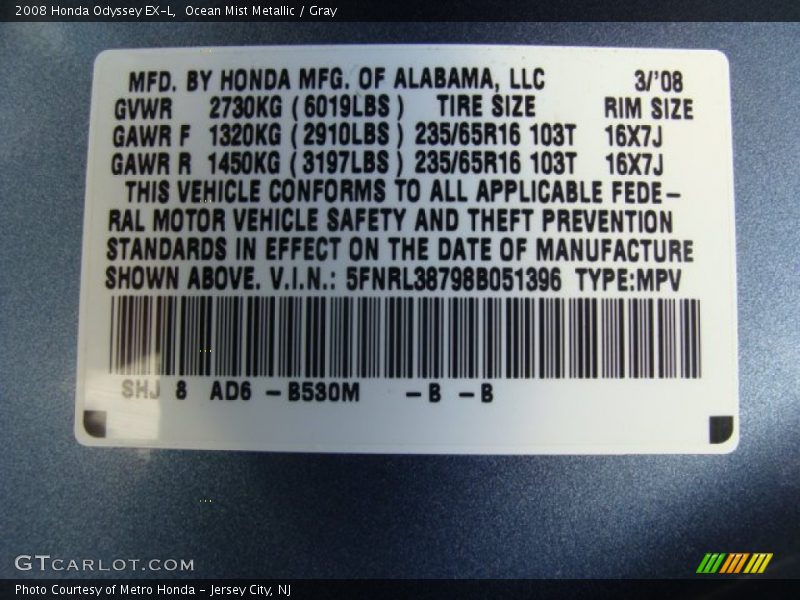 2008 Honda Odyssey EX-L,  Ocean Mist Metallic / Gray
MFD. BY HONDA MFG. OF ALABAMA, LLC 3/'08
GVWR 2730KG (6019LBS) TIRE SIZE RIM SIZE
GAWR F 1320KG (2910LBS) 235/65R16 103T 16X7J
GAWR R 1450KG (3197LBS) 235/65R16 103T 16X7J
THIS VEHICLE CONFORMS TO ALL APPLICABLE FEDE-
RAL MOTOR VEHICLE SAFETY AND THEFT PREVENTION
STANDARDS IN EFFECT ON THE DATE OF MANUFACTURE
SHOWN ABOVE. V.I.N.: 5FNRL38798B051396 TYPE:MPV
SHJ 8 AD6 -B530M -B -B
GTCARLOT.COM
Photo Courtesy of Metro Honda - Jersey City, NJ